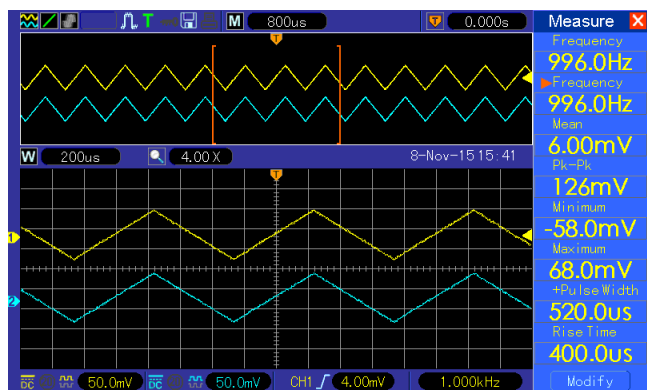 T M 800us T 0.000s Measure X
T
Frequency
996.0Hz
Frequency
996.0Hz
Mean
6.00mV
Pk-Pk
126mV
Minimum
-58.0mV
Maximum
68.0mV
+Pulse Width
520.0us
Rise Time
400.0us
W 200us 4.00X 8-Nov-15 15:41
T
1
2
DC 50.0mV DC 50.0mV CH1 4.00mV 1.000kHz Modify